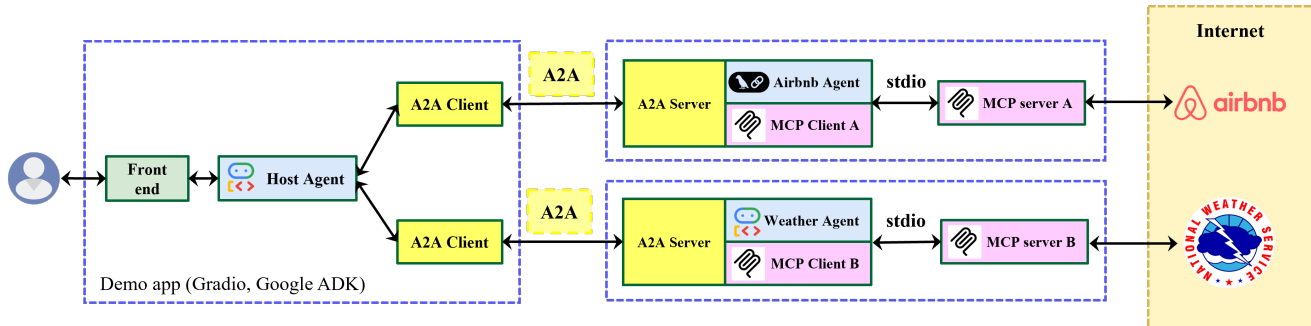 Internet
A2A
A2A Client
A2A Server
Airbnb Agent
MCP Client A
stdio
MCP server A
airbnb
Front
end
Host Agent
A2A
A2A Client
A2A Server
Weather Agent
MCP Client B
stdio
MCP server B
NATIONAL WEATHER SERVICE
Demo app (Gradio, Google ADK)